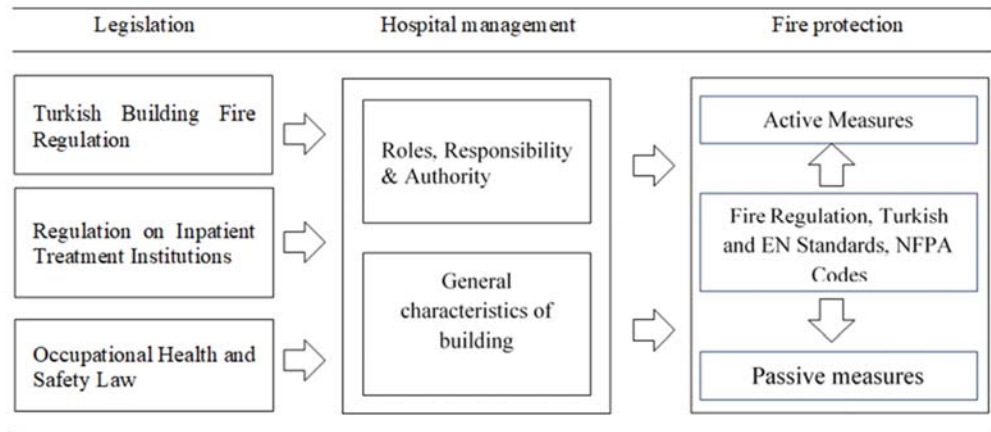 Legislation
Hospital management
Fire protection
Turkish Building Fire
Regulation
Regulation on Inpatient
Treatment Institutions
Occupational Health and
Safety Law
Roles, Responsibility
& Authority
General
characteristics of
building
Active Measures
Fire Regulation, Turkish
and EN Standards, NFPA
Codes
Passive measures